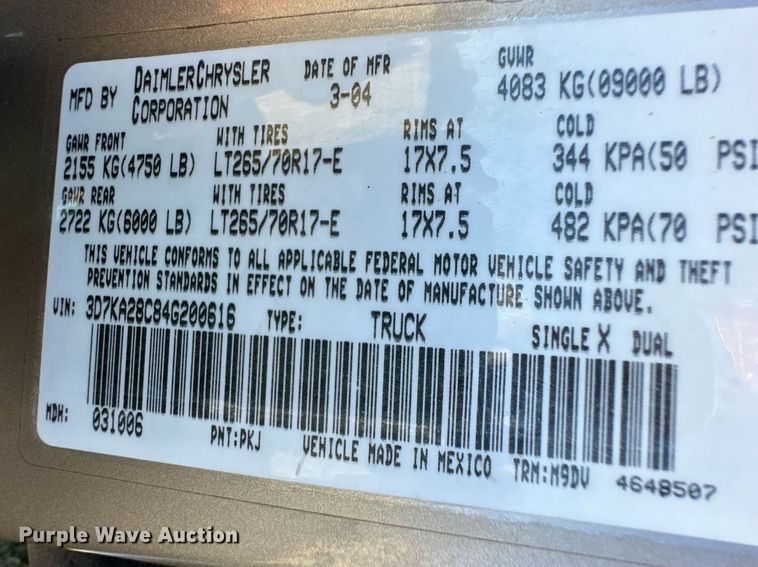 MFD BY DAIMLERCHRYSLER CORPORATION DATE OF MFR 3-04 GVWR 4083 KG(09000 LB)
GAWR FRONT WITH TIRES RIMS AT COLD
2155 KG(4750 LB) LT265/70R17-E 17X7.5 344 KPA(50 PSI
GAWR REAR WITH TIRES RIMS AT COLD
2722 KG(6000 LB) LT265/70R17-E 17X7.5 482 KPA(70 PSI
THIS VEHICLE CONFORMS TO ALL APPLICABLE FEDERAL MOTOR VEHICLE SAFETY AND THEFT
PREVENTION STANDARDS IN EFFECT ON THE DATE OF MANUFACTURE SHOWN ABOVE.
VIN: 3D7KA28C84G200616 TYPE: TRUCK SINGLE X DUAL
MDH: 031006 PNT:PKJ VEHICLE MADE IN MEXICO TRM:M9DV 4648507
Purple Wave Auction